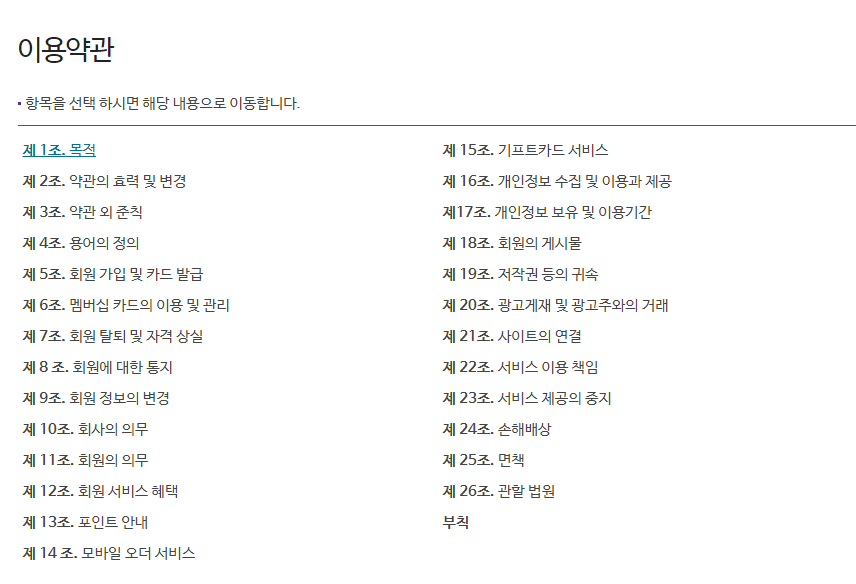 이용약관
• 항목을 선택 하시면 해당 내용으로 이동합니다.
제 1조. 목적
제 2조. 약관의 효력 및 변경
제 3조. 약관 외 준칙
제 4조. 용어의 정의
제 5조. 회원 가입 및 카드 발급
제 6조. 멤버십 카드의 이용 및 관리
제 7조. 회원 탈퇴 및 자격 상실
제 8 조. 회원에 대한 통지
제 9조. 회원 정보의 변경
제 10조. 회사의 의무
제 11조. 회원의 의무
제 12조. 회원 서비스 혜택
제 13조. 포인트 안내
제 14 조. 모바일 오더 서비스
제 15조. 기프트카드 서비스
제 16조. 개인정보 수집 및 이용과 제공
제17조. 개인정보 보유 및 이용기간
제 18조. 회원의 게시물
제 19조. 저작권 등의 귀속
제 20조. 광고게재 및 광고주와의 거래
제 21조. 사이트의 연결
제 22조. 서비스 이용 책임
제 23조. 서비스 제공의 중지
제 24조. 손해배상
제 25조. 면책
제 26조. 관할 법원
부칙